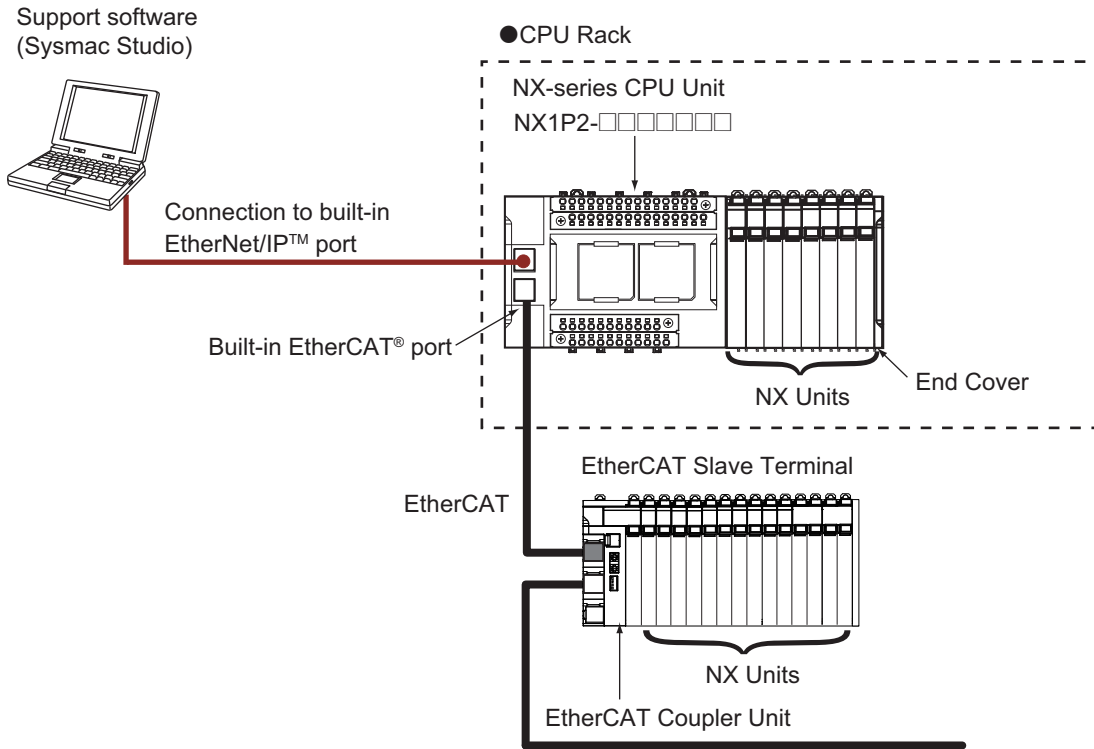 Support software
(Sysmac Studio)
●CPU Rack
NX-series CPU Unit
NX1P2-□□□□□□□
Connection to built-in
EtherNet/IP™ port
Built-in EtherCAT® port
NX Units
End Cover
EtherCAT Slave Terminal
EtherCAT
NX Units
EtherCAT Coupler Unit